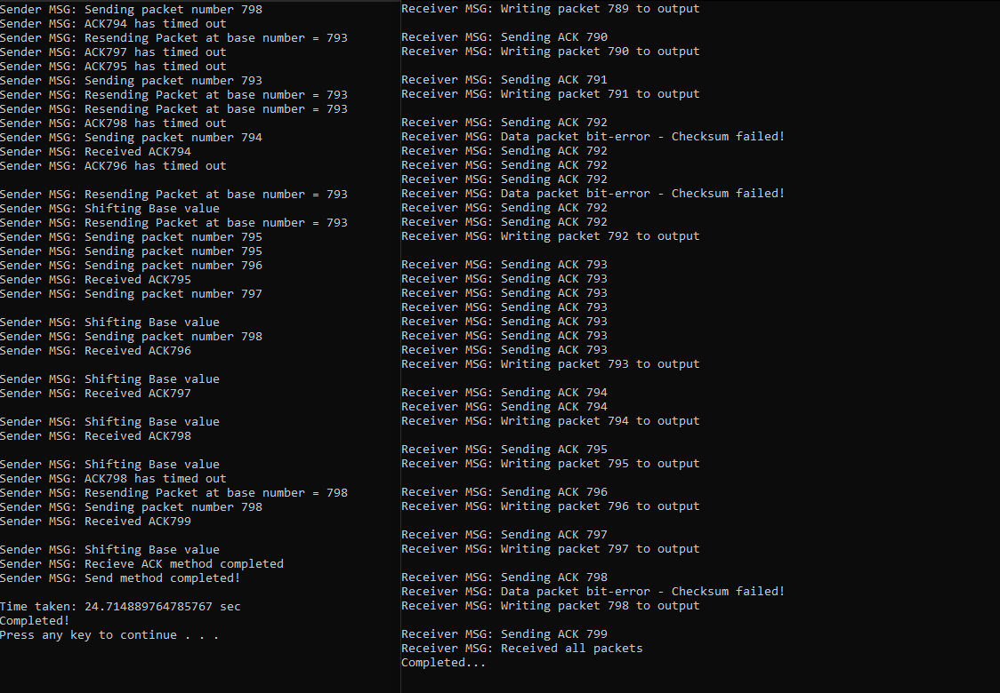 Sender MSG: Sending packet number 798
Sender MSG: ACK794 has timed out
Sender MSG: Resending Packet at base number = 793
Sender MSG: ACK797 has timed out
Sender MSG: ACK795 has timed out
Sender MSG: Sending packet number 793
Sender MSG: Resending Packet at base number = 793
Sender MSG: Resending Packet at base number = 793
Sender MSG: ACK798 has timed out
Sender MSG: Sending packet number 794
Sender MSG: Received ACK794
Sender MSG: ACK796 has timed out
Sender MSG: Resending Packet at base number = 793
Sender MSG: Shifting Base value
Sender MSG: Resending Packet at base number = 793
Sender MSG: Sending packet number 795
Sender MSG: Sending packet number 795
Sender MSG: Sending packet number 796
Sender MSG: Received ACK795
Sender MSG: Sending packet number 797
Sender MSG: Shifting Base value
Sender MSG: Sending packet number 798
Sender MSG: Received ACK796
Sender MSG: Shifting Base value
Sender MSG: Received ACK797
Sender MSG: Shifting Base value
Sender MSG: Received ACK798
Sender MSG: Shifting Base value
Sender MSG: ACK798 has timed out
Sender MSG: Resending Packet at base number = 798
Sender MSG: Sending packet number 798
Sender MSG: Received ACK799
Sender MSG: Shifting Base value
Sender MSG: Recieve ACK method completed
Sender MSG: Send method completed!
Time taken: 24.714889764785767 sec
Completed!
Press any key to continue . . .
Receiver MSG: Writing packet 789 to output
Receiver MSG: Sending ACK 790
Receiver MSG: Writing packet 790 to output
Receiver MSG: Sending ACK 791
Receiver MSG: Writing packet 791 to output
Receiver MSG: Sending ACK 792
Receiver MSG: Data packet bit-error - Checksum failed!
Receiver MSG: Sending ACK 792
Receiver MSG: Sending ACK 792
Receiver MSG: Sending ACK 792
Receiver MSG: Data packet bit-error - Checksum failed!
Receiver MSG: Sending ACK 792
Receiver MSG: Sending ACK 792
Receiver MSG: Writing packet 792 to output
Receiver MSG: Sending ACK 793
Receiver MSG: Sending ACK 793
Receiver MSG: Sending ACK 793
Receiver MSG: Sending ACK 793
Receiver MSG: Sending ACK 793
Receiver MSG: Sending ACK 793
Receiver MSG: Sending ACK 793
Receiver MSG: Writing packet 793 to output
Receiver MSG: Sending ACK 794
Receiver MSG: Sending ACK 794
Receiver MSG: Writing packet 794 to output
Receiver MSG: Sending ACK 795
Receiver MSG: Writing packet 795 to output
Receiver MSG: Sending ACK 796
Receiver MSG: Writing packet 796 to output
Receiver MSG: Sending ACK 797
Receiver MSG: Writing packet 797 to output
Receiver MSG: Sending ACK 798
Receiver MSG: Data packet bit-error - Checksum failed!
Receiver MSG: Writing packet 798 to output
Receiver MSG: Sending ACK 799
Receiver MSG: Received all packets
Completed...